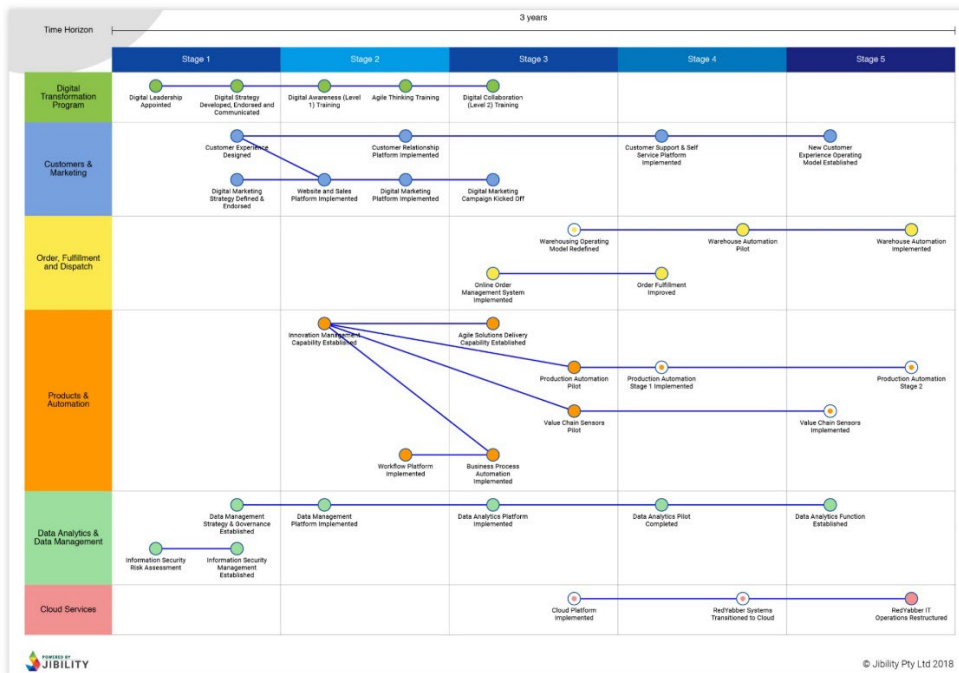 3 years
Time Horizon
Stage 1
Stage 2
Stage 3
Stage 4
Stage 5
Digital
Transformation
Program
Digital Leadership
Appointed
Digital Strategy
Developed, Endorsed and
Communicated
Digital Awareness (Level
1) Training
Agile Thinking Training
Digital Collaboration
(Level 2) Training
Customers &
Marketing
Customer Experience
Designed
Customer Relationship
Platform Implemented
Customer Support & Self
Service Platform
Implemented
New Customer
Experience Operating
Model Established
Digital Marketing
Strategy Defined &
Endorsed
Website and Sales
Platform Implemented
Digital Marketing
Platform Implemented
Digital Marketing
Campaign Kicked Off
Order, Fulfillment
and Dispatch
Warehousing Operating
Model Redefined
Warehouse Automation
Pilot
Warehouse Automation
Implemented
Online Order
Management System
Implemented
Order Fulfillment
Improved
Products &
Automation
Innovation Management
Capability Established
Agile Solutions Delivery
Capability Established
Production Automation
Pilot
Production Automation
Stage 1 Implemented
Production Automation
Stage 2
Value Chain Sensors
Pilot
Value Chain Sensors
Implemented
Workflow Platform
Implemented
Business Process
Automation
Implemented
Data Analytics &
Data Management
Data Management
Strategy & Governance
Established
Data Management
Platform Implemented
Data Analytics Platform
Implemented
Data Analytics Pilot
Completed
Data Analytics Function
Established
Information Security
Risk Assessment
Information Security
Management
Established
Cloud Services
Cloud Platform
Implemented
RedYabber Systems
Transitioned to Cloud
RedYabber IT
Operations Restructured
POWERED BY
JIBILITY
© Jibility Pty Ltd 2018